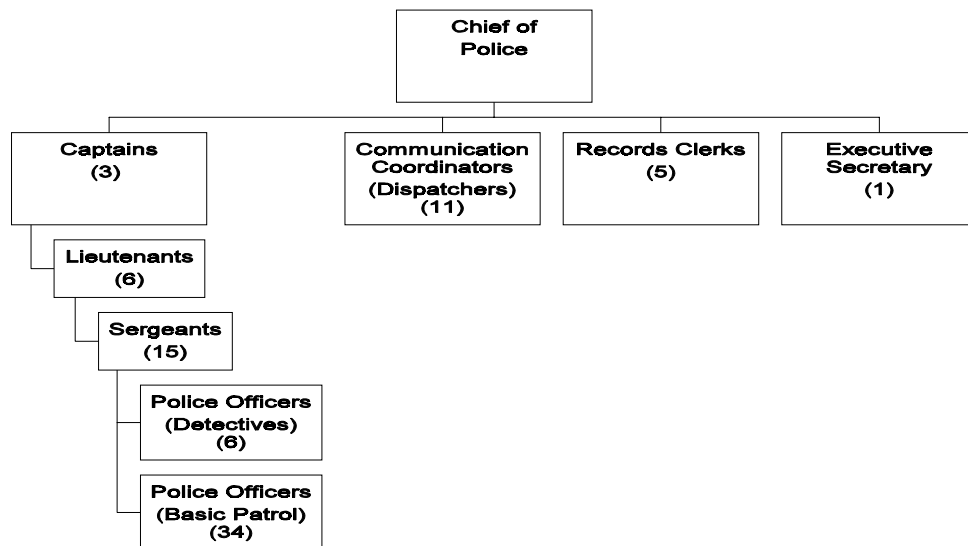 Chief of
Police
Captains
(3)
Communication
Coordinators
(Dispatchers)
(11)
Records Clerks
(5)
Executive
Secretary
(1)
Lieutenants
(6)
Sergeants
(15)
Police Officers
(Detectives)
(6)
Police Officers
(Basic Patrol)
(34)